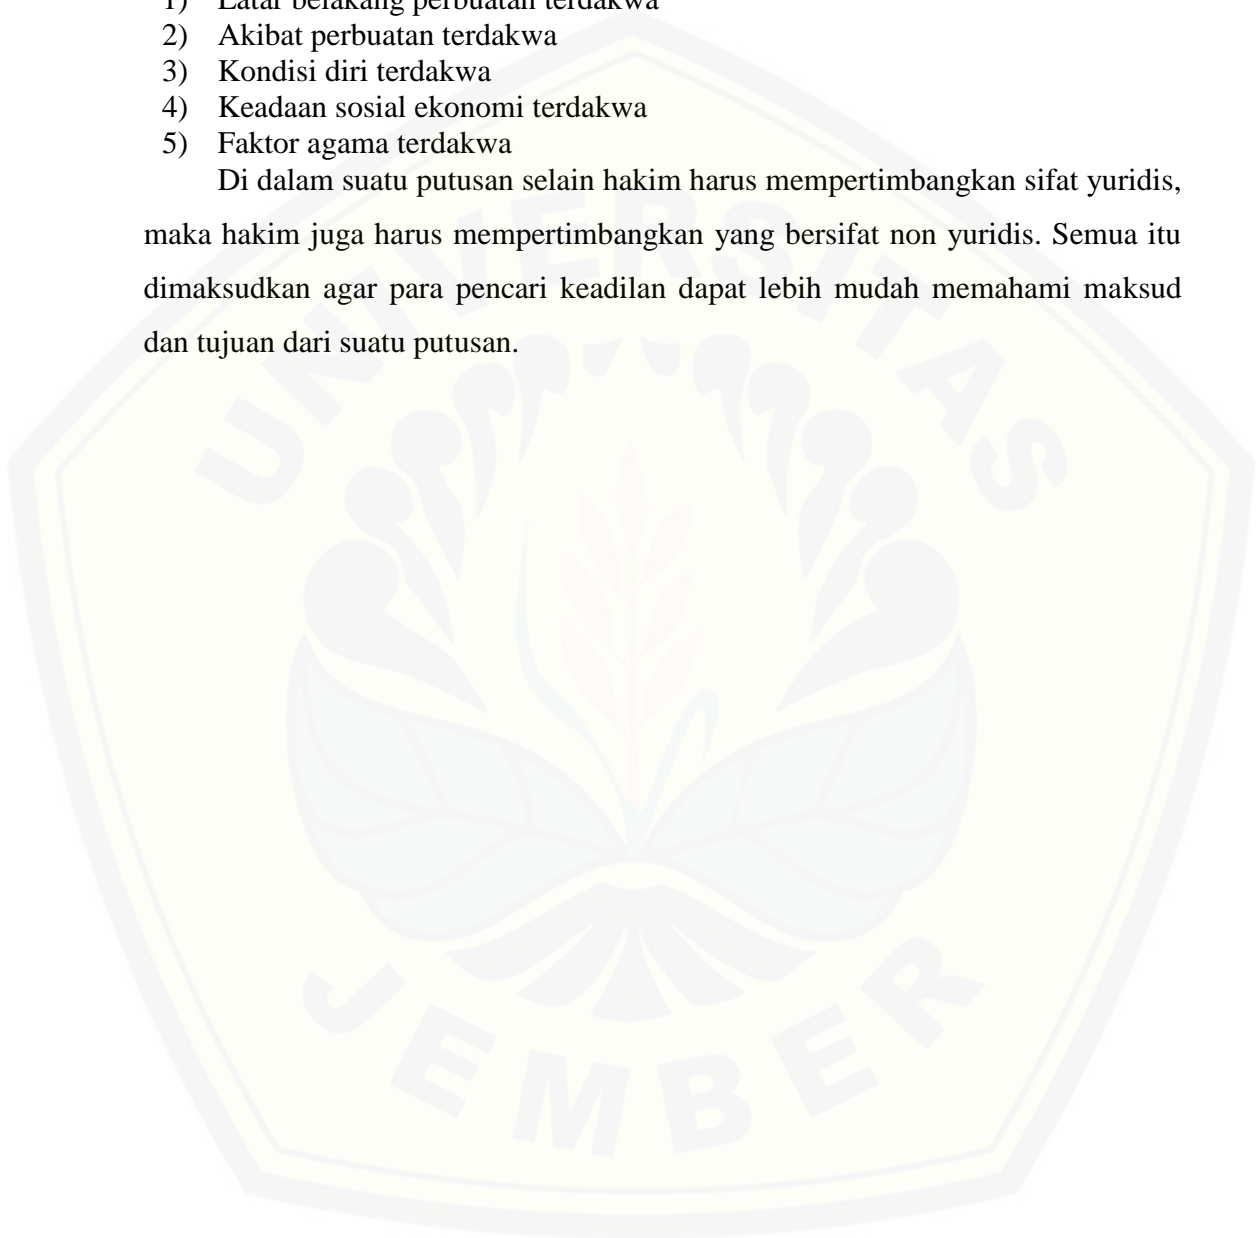 1) Latar belakang perbuatan terdakwa
2) Akibat perbuatan terdakwa
3) Kondisi diri terdakwa
4) Keadaan sosial ekonomi terdakwa
5) Faktor agama terdakwa
Di dalam suatu putusan selain hakim harus mempertimbangkan sifat yuridis,
maka hakim juga harus mempertimbangkan yang bersifat non yuridis. Semua itu
dimaksudkan agar para pencari keadilan dapat lebih mudah memahami maksud
dan tujuan dari suatu putusan.
UNIVERSITAS
JEMBER